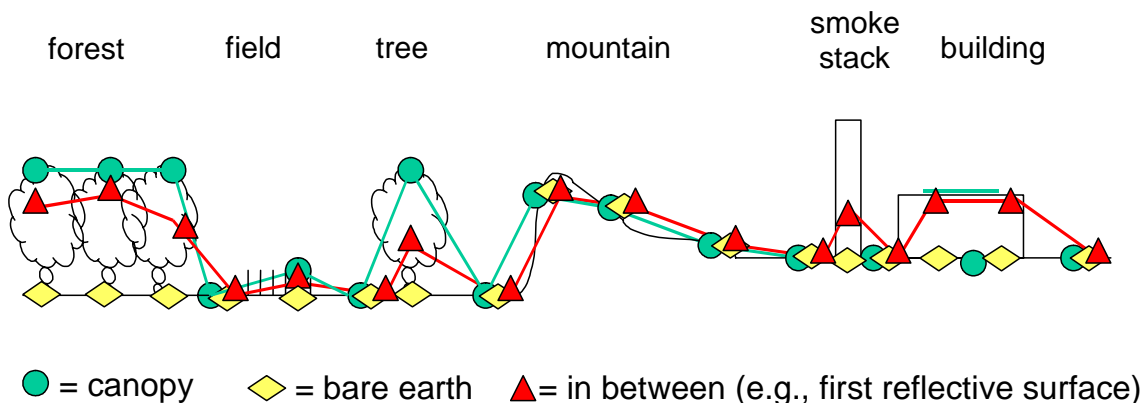 forest field tree mountain smoke stack building
= canopy = bare earth = in between (e.g., first reflective surface)